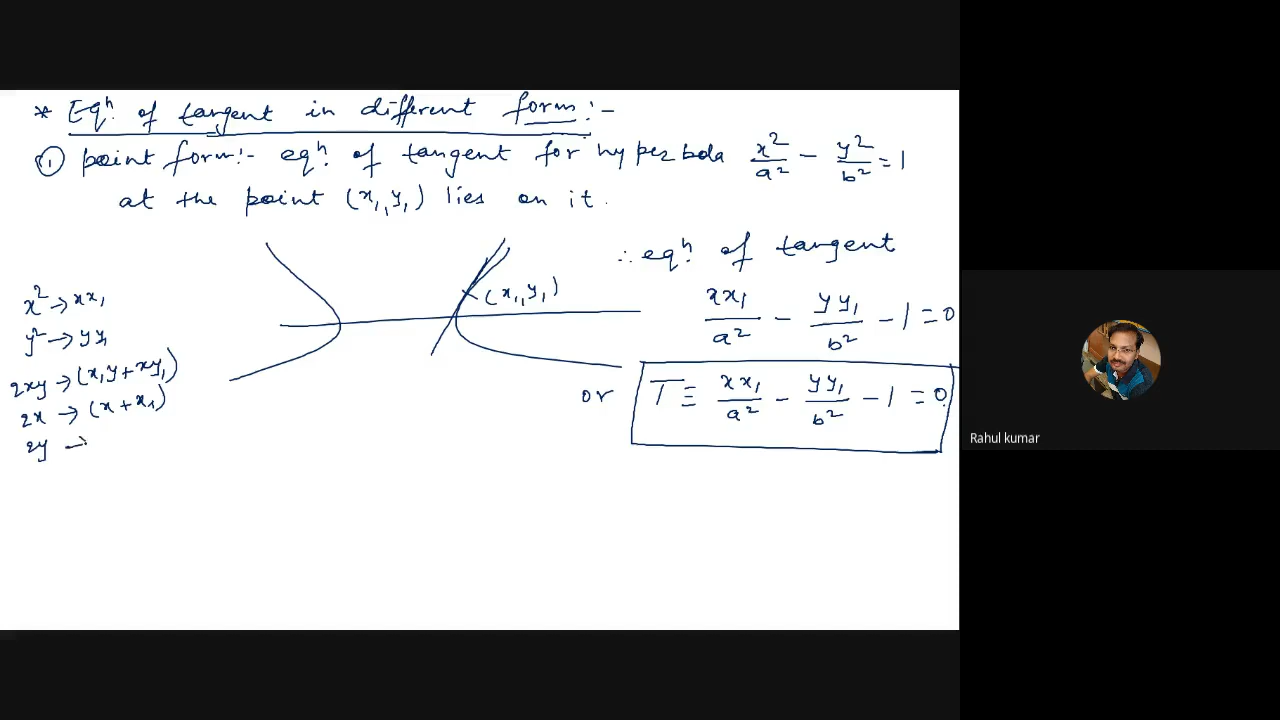 * Eqⁿ. of tangent in different form :-
① point form:- eqⁿ. of tangent for hyperbola x²/a² - y²/b² = 1
at the point (x₁,y₁) lies on it.
∴ eqⁿ. of tangent
(x₁,y₁)
x² → xx₁
xx₁/a² - yy₁/b² - 1 = 0
y² → yy₁
2xy → (x₁y + xy₁)
or T ≡ xx₁/a² - yy₁/b² - 1 = 0
2x → (x + x₁)
2y →
Rahul kumar